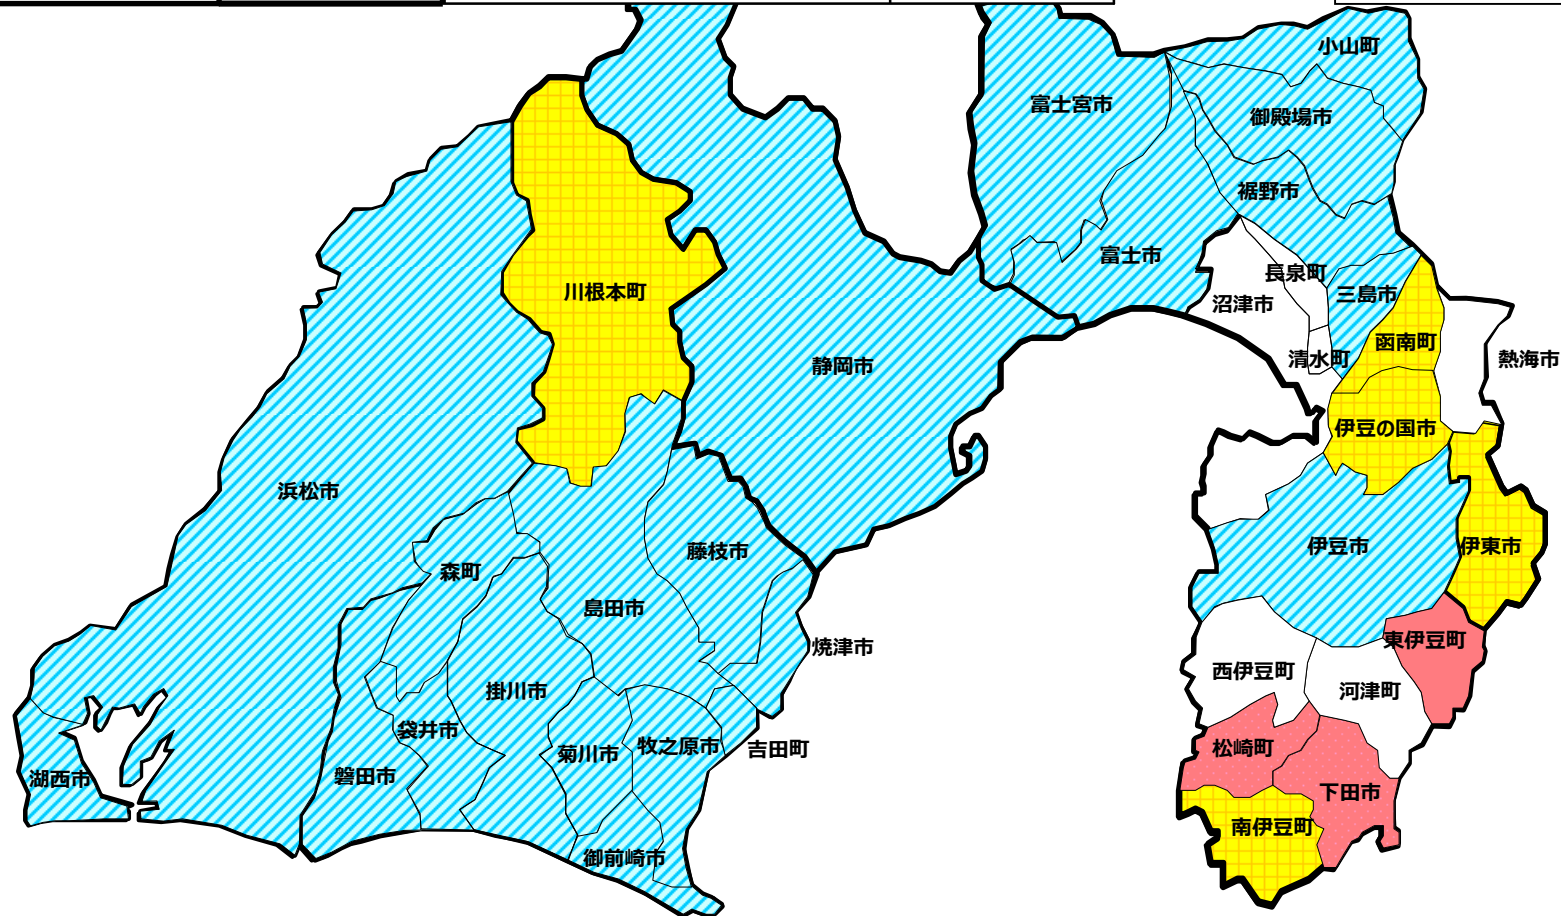 小山町
富士宮市
御殿場市
裾野市
富士市
長泉町
三島市
沼津市
川根本町
函南町
清水町
熱海市
静岡市
伊豆の国市
浜松市
伊豆市
伊東市
藤枝市
森町
島田市
東伊豆町
焼津市
西伊豆町
河津町
掛川市
袋井市
牧之原市
吉田町
菊川市
松崎町
磐田市
湖西市
下田市
南伊豆町
御前崎市